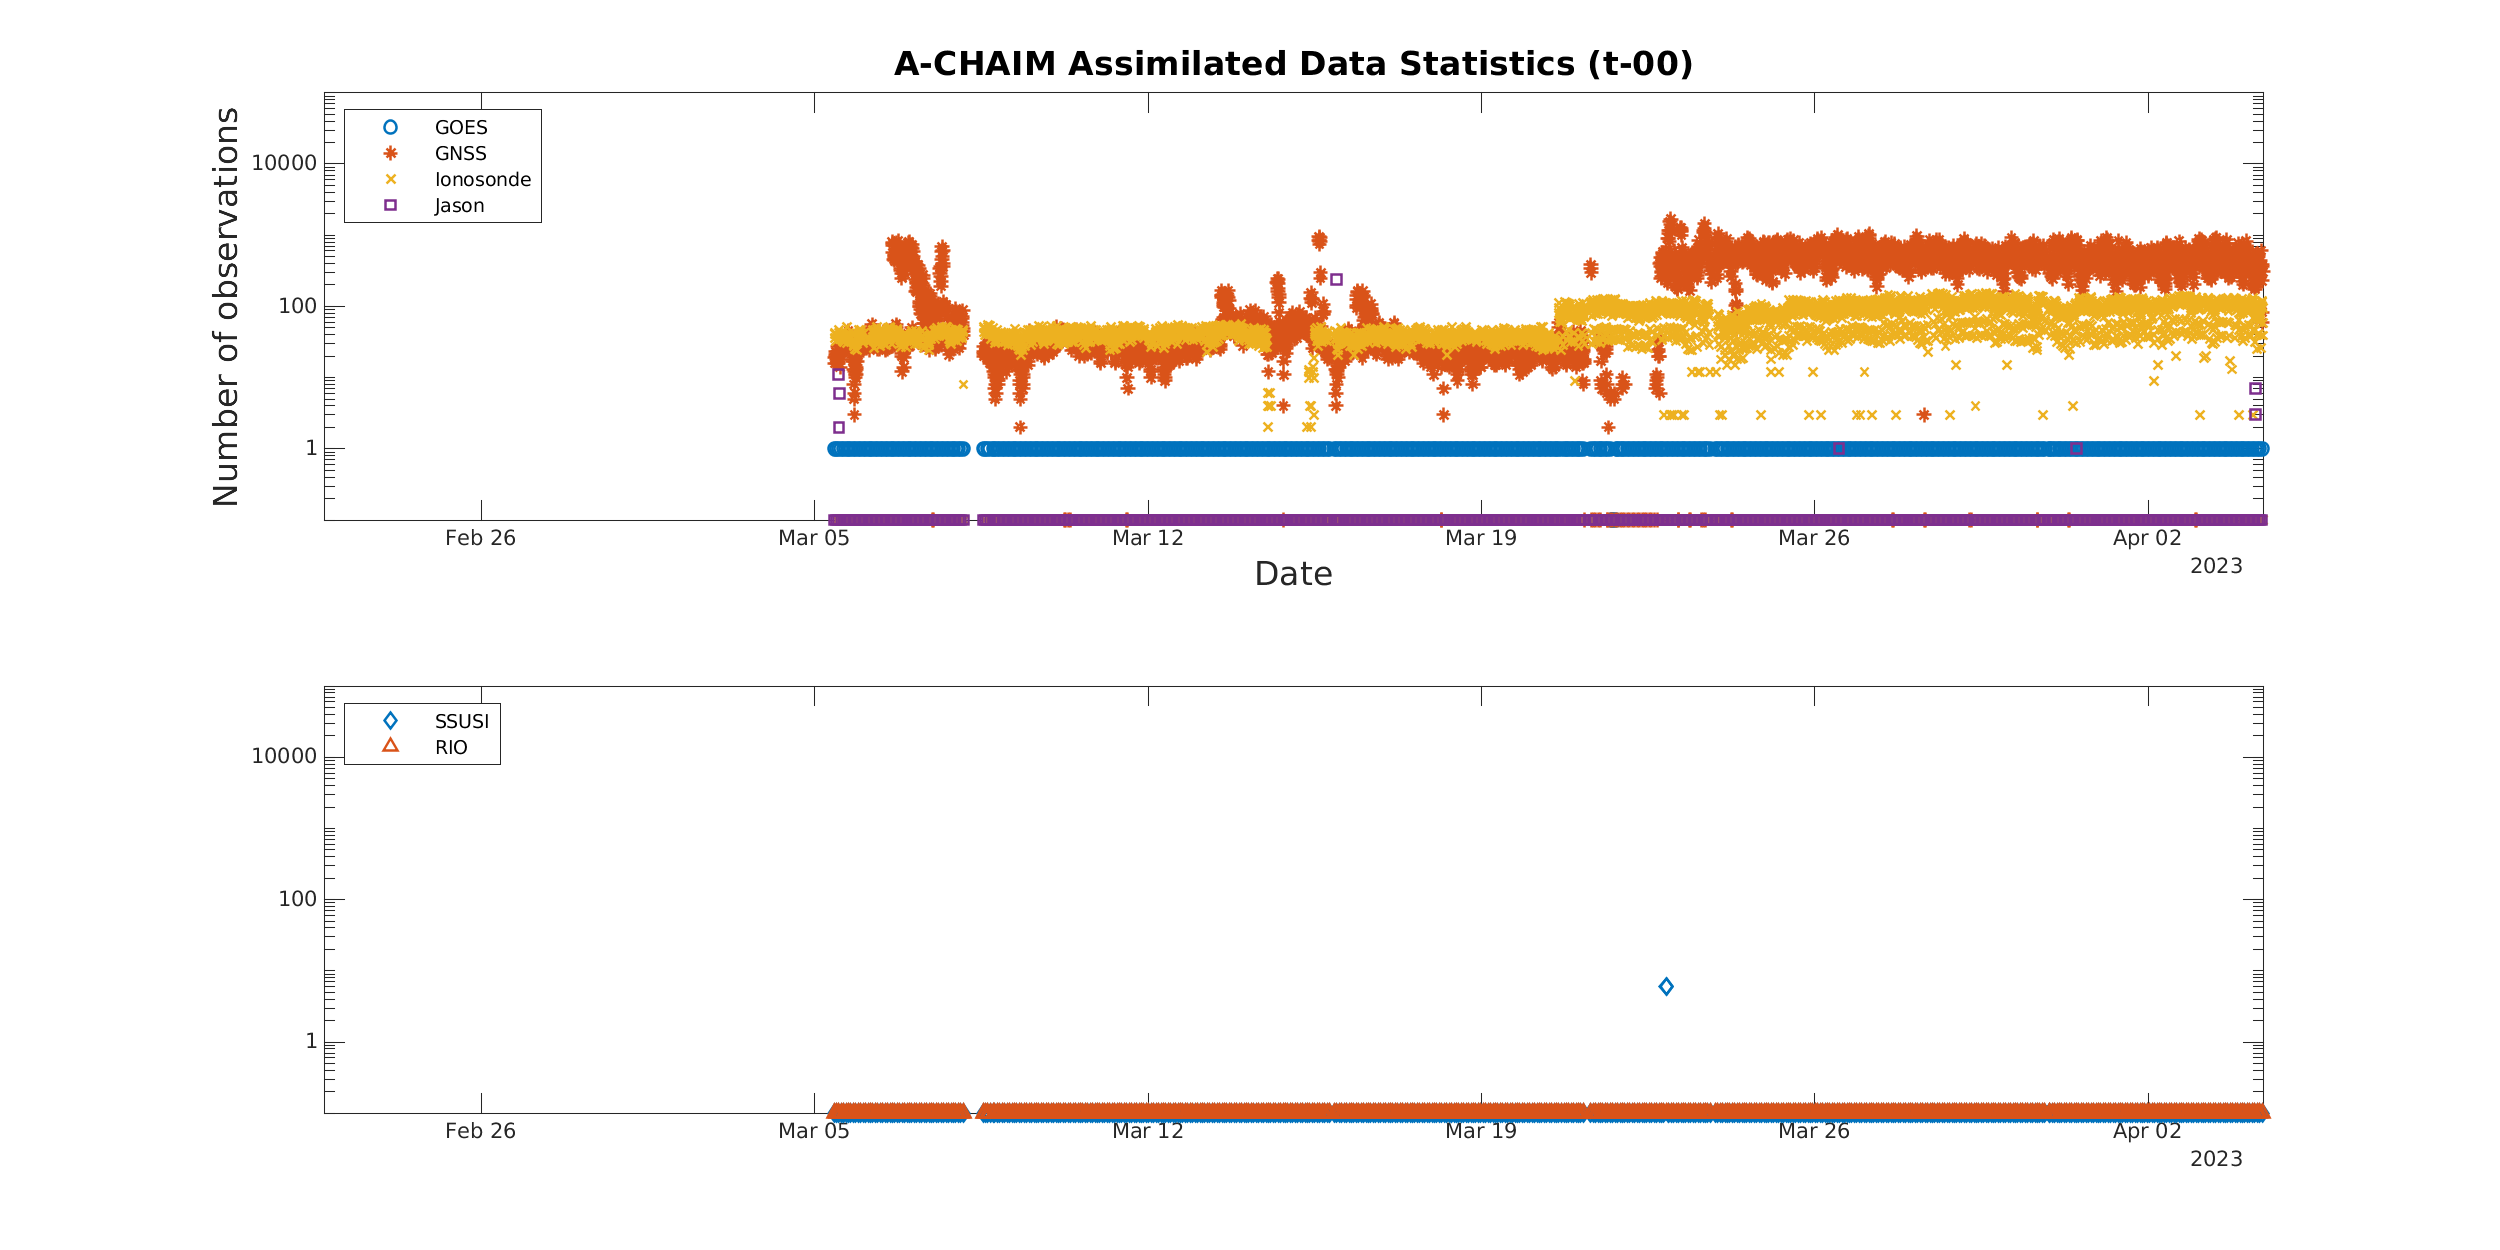 A-CHAIM Assimilated Data Statistics (t-00)
Number of observations
GOES
GNSS
Ionosonde
Jason
10000
100
1
Feb 26 Mar 05 Mar 12 Mar 19 Mar 26 Apr 02
2023
Date
SSUSI
RIO
10000
100
1
Feb 26 Mar 05 Mar 12 Mar 19 Mar 26 Apr 02
2023